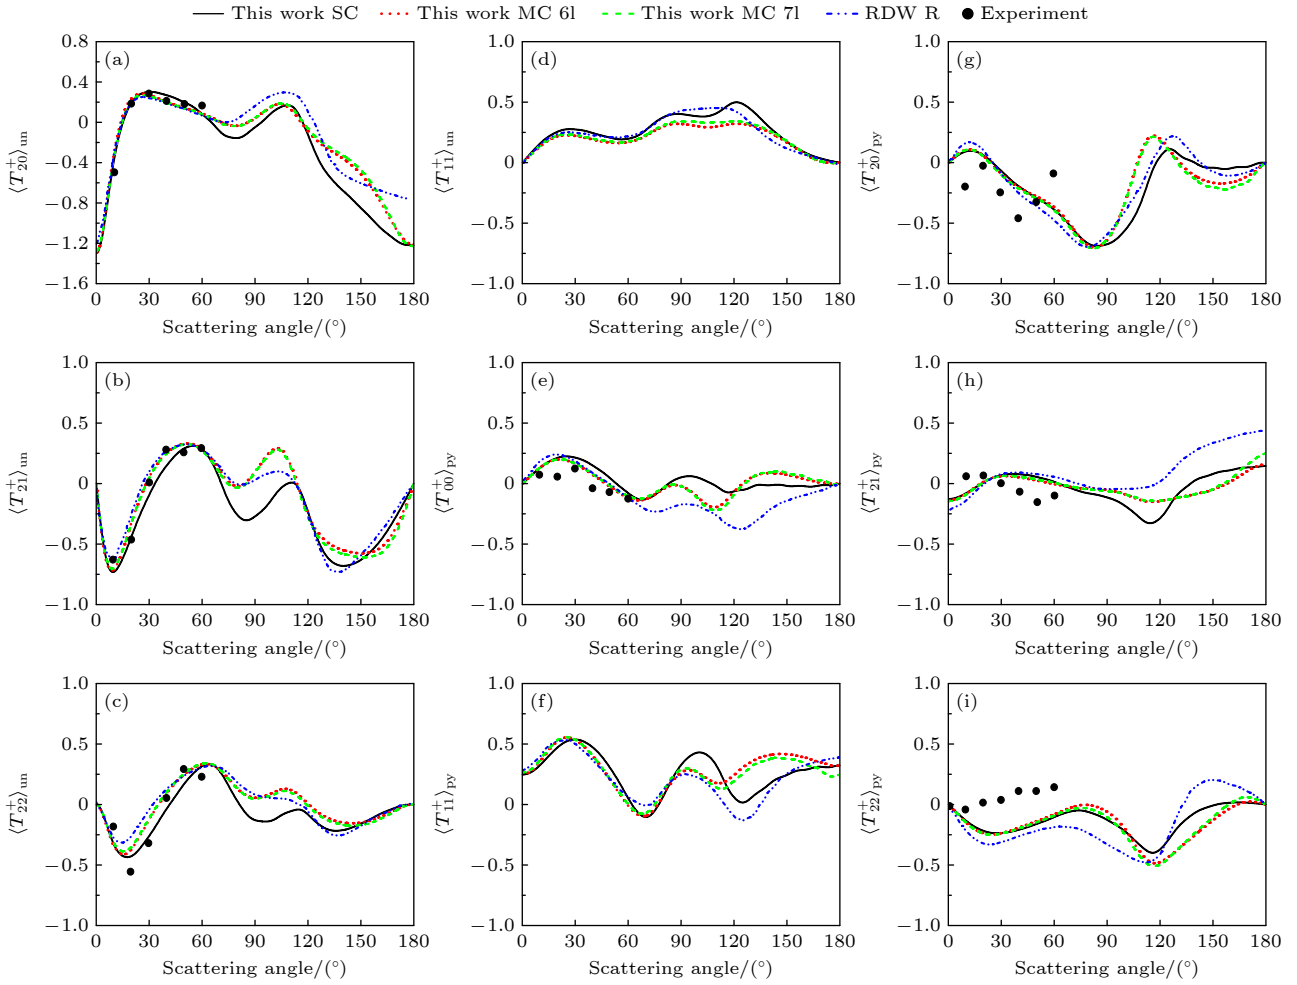 This work SC This work MC 6l This work MC 7l RDW R Experiment
(a)
0.8
0.4
0
−0.4
−0.8
−1.2
−1.6
⟨T⁺₂₀⟩un
0 30 60 90 120 150 180
Scattering angle/(°)
(d)
1.0
0.5
0
−0.5
−1.0
⟨T⁺₁₁⟩un
0 30 60 90 120 150 180
Scattering angle/(°)
(g)
1.0
0.5
0
−0.5
−1.0
⟨T⁺₂₀⟩py
0 30 60 90 120 150 180
Scattering angle/(°)
(b)
1.0
0.5
0
−0.5
−1.0
⟨T⁺₂₁⟩un
0 30 60 90 120 150 180
Scattering angle/(°)
(e)
1.0
0.5
0
−0.5
−1.0
⟨T⁺₀₀⟩py
0 30 60 90 120 150 180
Scattering angle/(°)
(h)
1.0
0.5
0
−0.5
−1.0
⟨T⁺₂₁⟩py
0 30 60 90 120 150 180
Scattering angle/(°)
(c)
1.0
0.5
0
−0.5
−1.0
⟨T⁺₂₂⟩un
0 30 60 90 120 150 180
Scattering angle/(°)
(f)
1.0
0.5
0
−0.5
−1.0
⟨T⁺₁₁⟩py
0 30 60 90 120 150 180
Scattering angle/(°)
(i)
1.0
0.5
0
−0.5
−1.0
⟨T⁺₂₂⟩py
0 30 60 90 120 150 180
Scattering angle/(°)